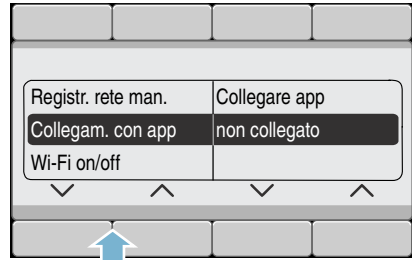 Registr. rete man. Collegare app
Collegam. con app non collegato
Wi-Fi on/off